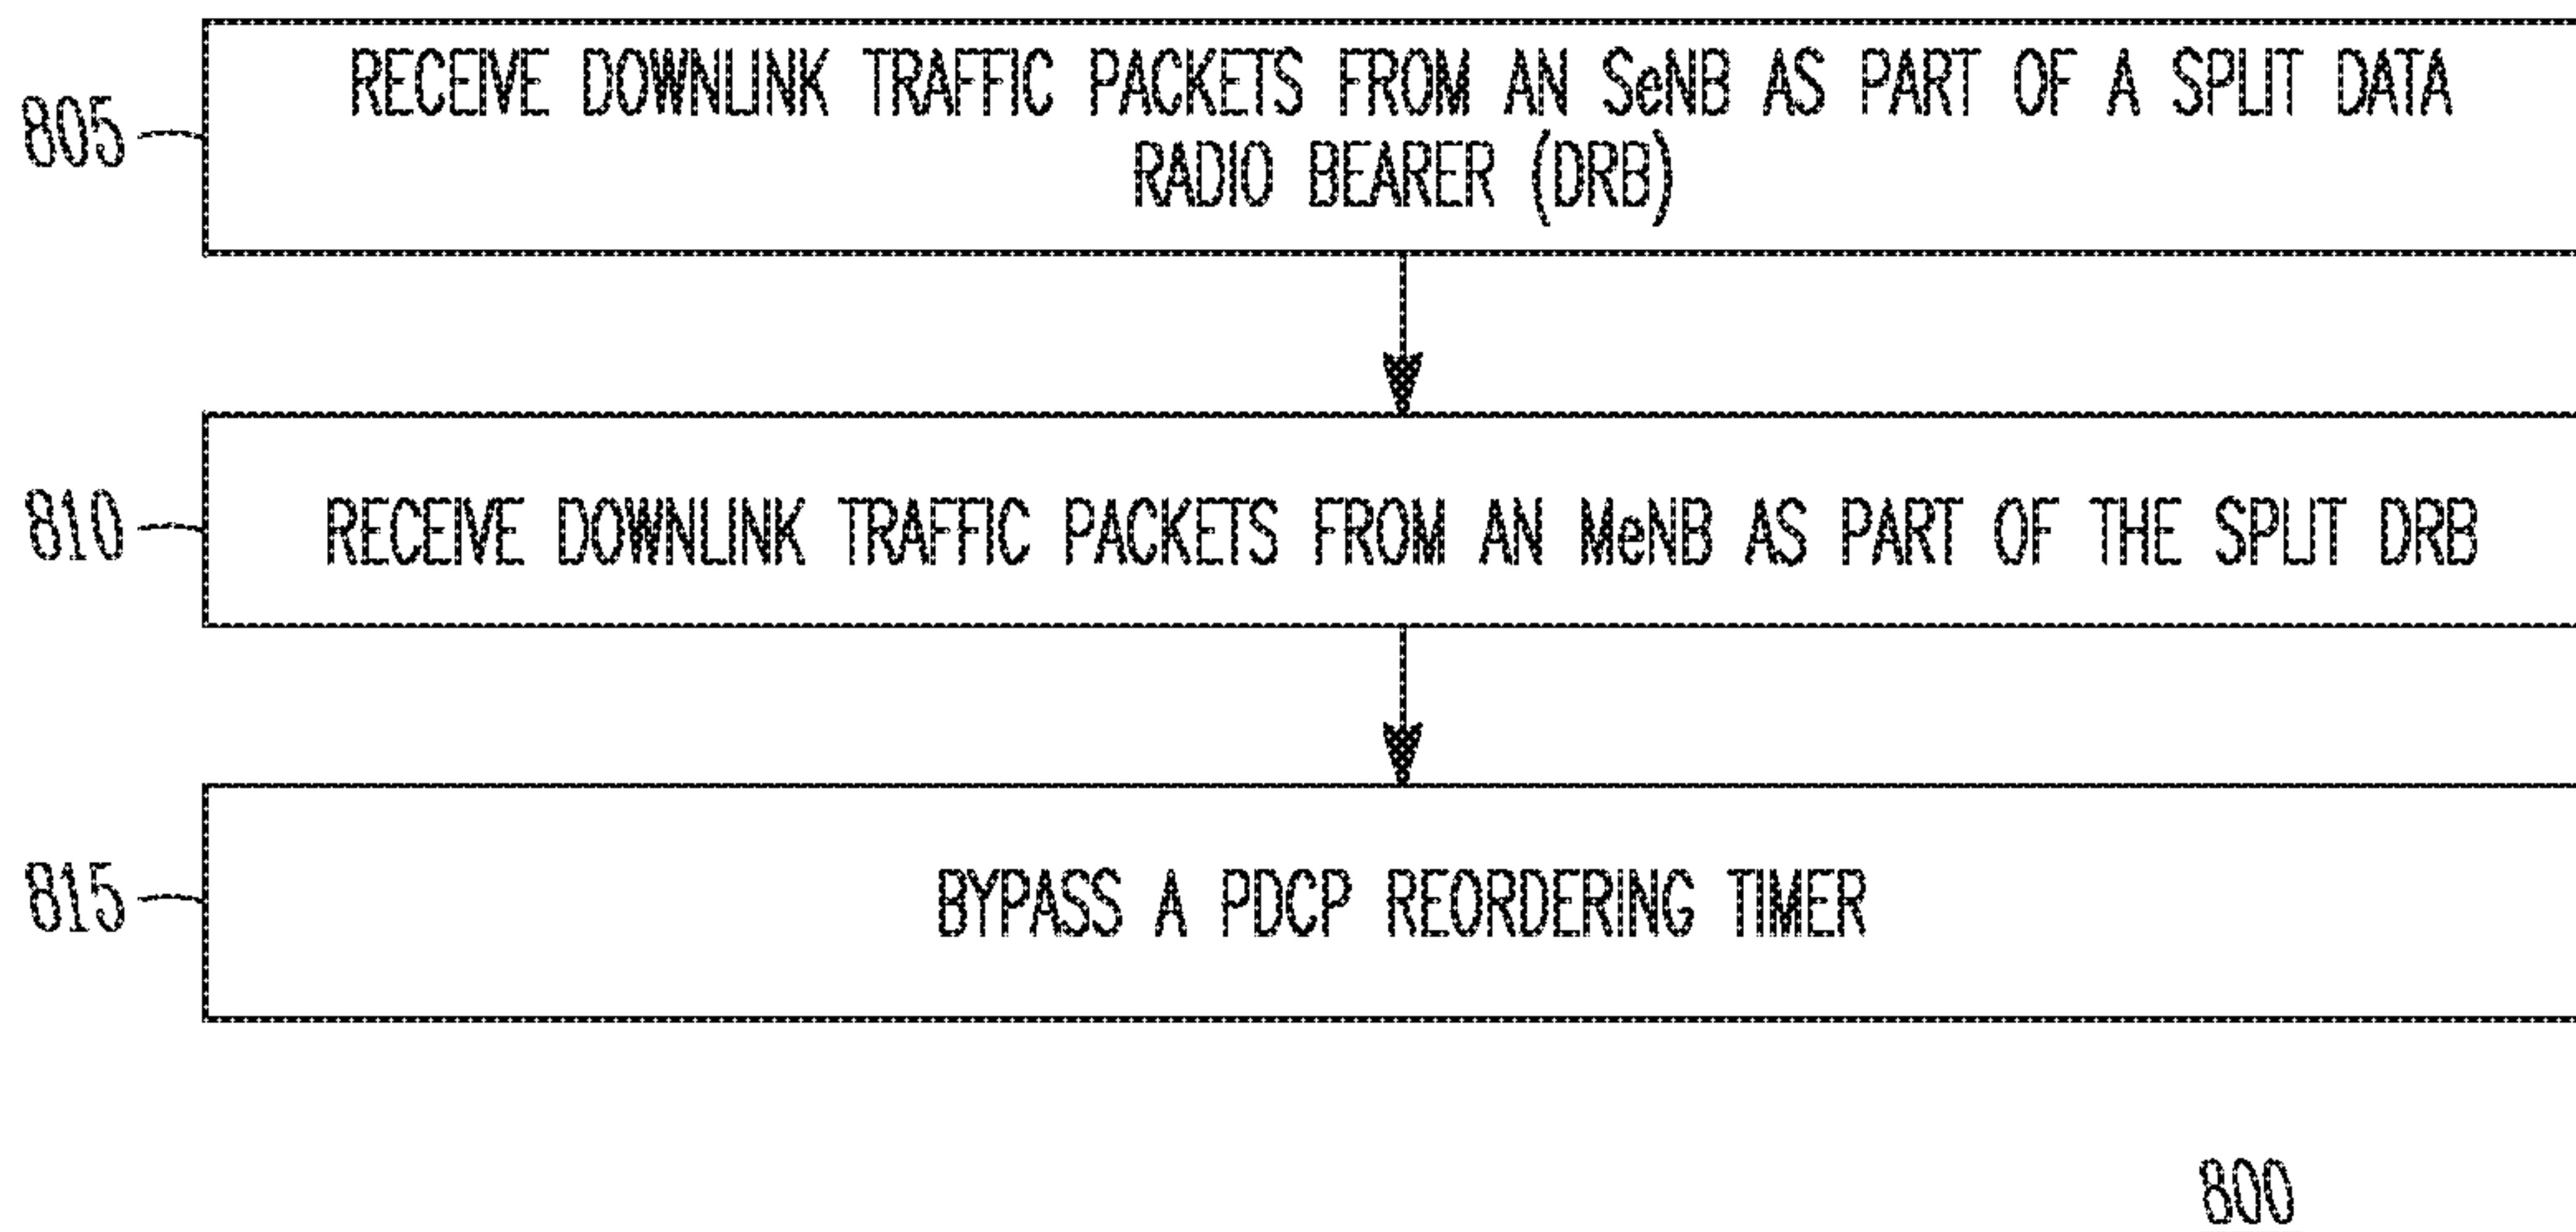 805
RECEIVE DOWNLINK TRAFFIC PACKETS FROM AN SeNB AS PART OF A SPLIT DATA
RADIO BEARER (DRB)
810
RECEIVE DOWNLINK TRAFFIC PACKETS FROM AN MeNB AS PART OF THE SPLIT DRB
815
BYPASS A PDCP REORDERING TIMER
800